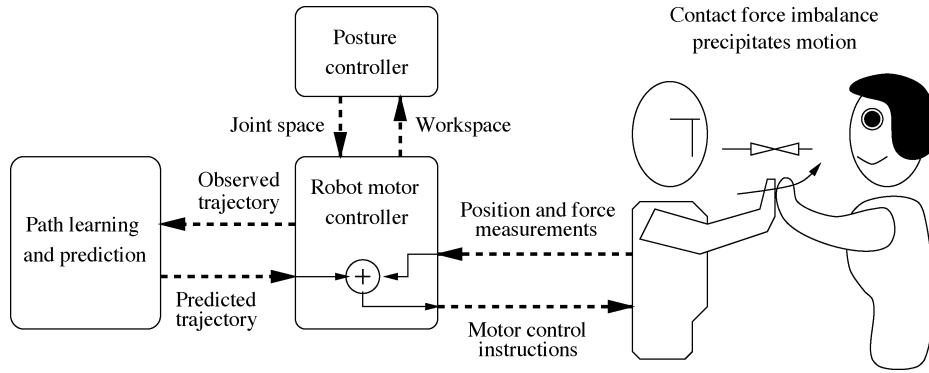 Contact force imbalance
precipitates motion
Posture
controller
Joint space
Workspace
Observed
trajectory
Robot motor
controller
Path learning
and prediction
Position and force
measurements
+
Predicted
trajectory
Motor control
instructions